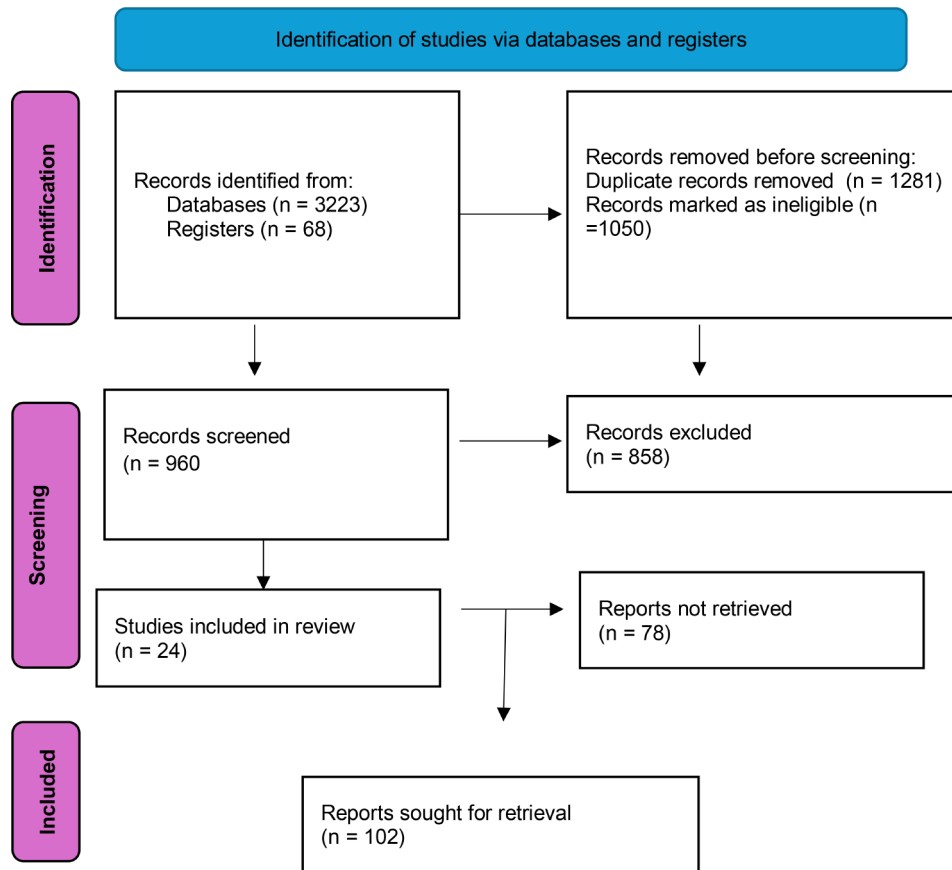 Identification of studies via databases and registers
Identification
Records identified from:
Databases (n = 3223)
Registers (n = 68)
Records removed before screening:
Duplicate records removed (n = 1281)
Records marked as ineligible (n
=1050)
Screening
Records screened
(n = 960
Records excluded
(n = 858)
Studies included in review
(n = 24)
Reports not retrieved
(n = 78)
Included
Reports sought for retrieval
(n = 102)